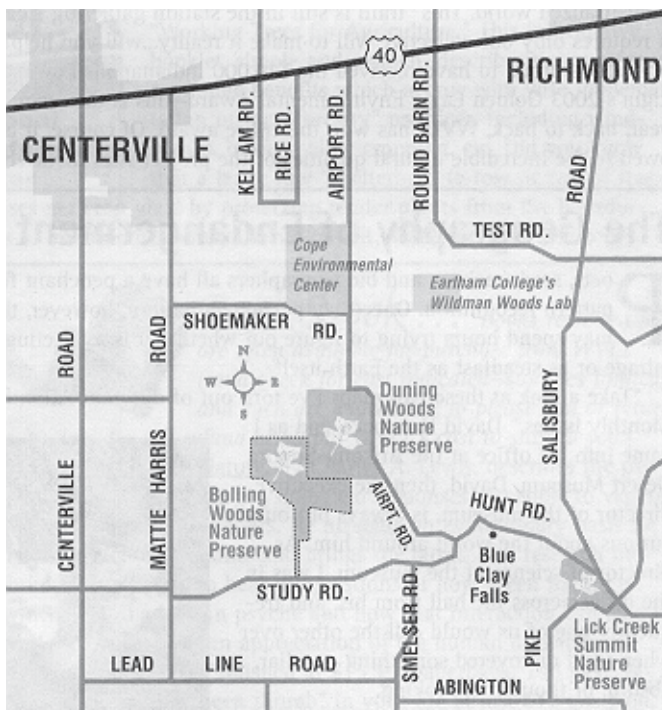 40
RICHMOND
CENTERVILLE
KELLAM RD.
RICE RD.
AIRPORT RD.
ROUND BARN RD.
ROAD
TEST RD.
Cope
Environmental
Center
Earlham College's
Wildman Woods Lab
SHOEMAKER RD.
N
W E
S
CENTERVILLE ROAD
MATTIE HARRIS ROAD
SALISBURY
Duning
Woods
Nature
Preserve
Bolling
Woods
Nature
Preserve
AIRPT. RD.
HUNT RD.
Blue
Clay
Falls
STUDY RD.
SMELSER RD.
PIKE
Lick Creek
Summit
Nature
Preserve
LEAD LINE ROAD
ABINGTON